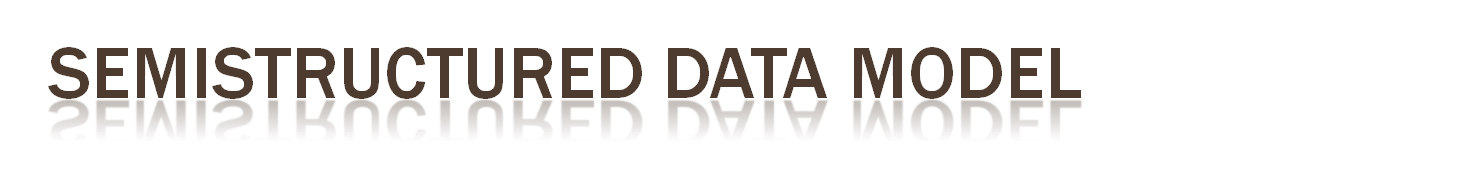 SEMISTRUCTURED DATA MODEL